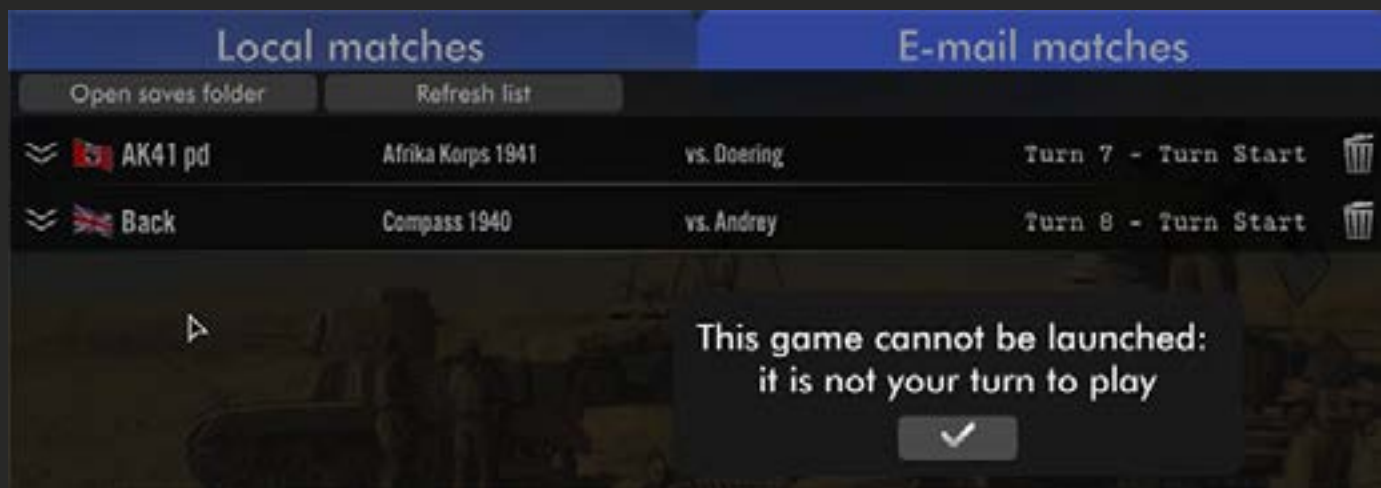 Local matches
E-mail matches
Open saves folder
Refresh list
AK41 pd
Afrika Korps 1941
vs. Doering
Turn 7 - Turn Start
Back
Compass 1940
vs. Andrey
Turn 8 - Turn Start
This game cannot be launched:
it is not your turn to play